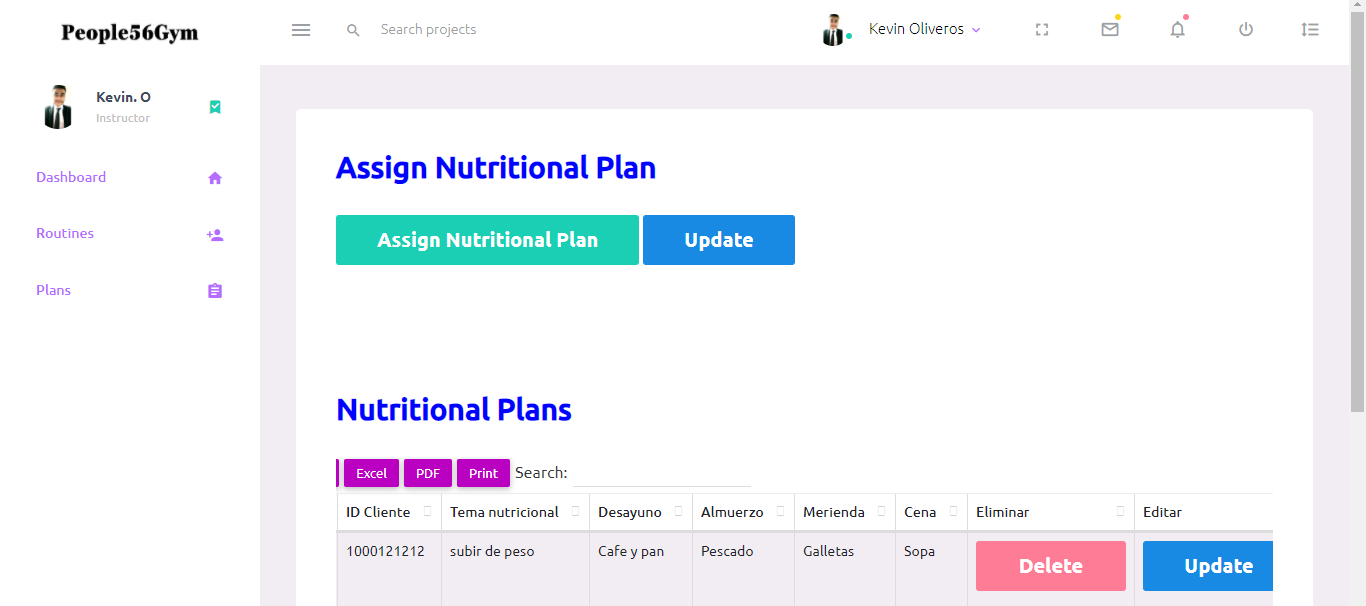 People56Gym
Search projects
Kevin Oliveros
Kevin. O
Instructor
Dashboard
Routines
Plans
Assign Nutritional Plan
Assign Nutritional Plan Update
Nutritional Plans
Excel PDF Print Search:
ID Cliente Tema nutricional Desayuno Almuerzo Merienda Cena Eliminar Editar
1000121212 subir de peso Cafe y pan Pescado Galletas Sopa Delete Update